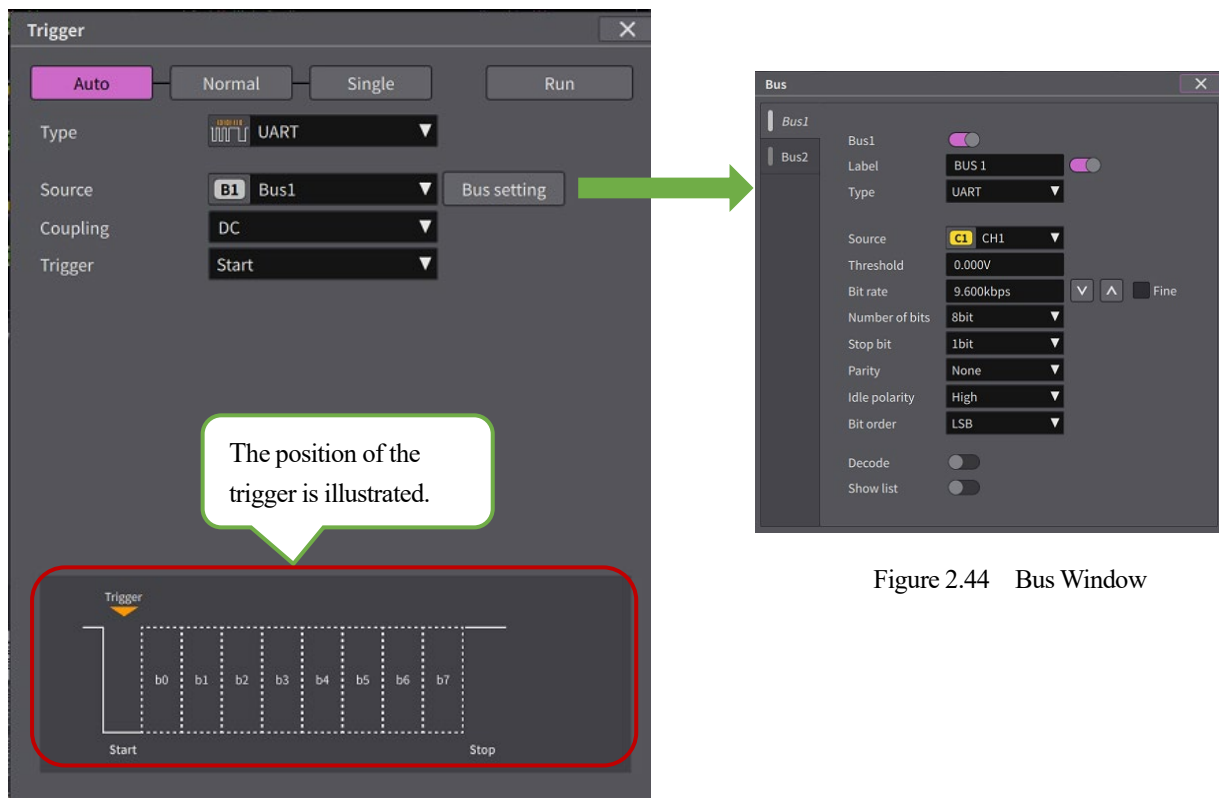 Trigger
Auto Normal Single Run
Type UART
Source B1 Bus1 Bus setting
Coupling DC
Trigger Start
The position of the
trigger is illustrated.
Trigger
b0 b1 b2 b3 b4 b5 b6 b7
Start Stop
Bus
Bus1
Bus2
Bus1
Label BUS 1
Type UART
Source C1 CH1
Threshold 0.000V
Bit rate 9.600kbps Fine
Number of bits 8bit
Stop bit 1bit
Parity None
Idle polarity High
Bit order LSB
Decode
Show list
Figure 2.44 Bus Window